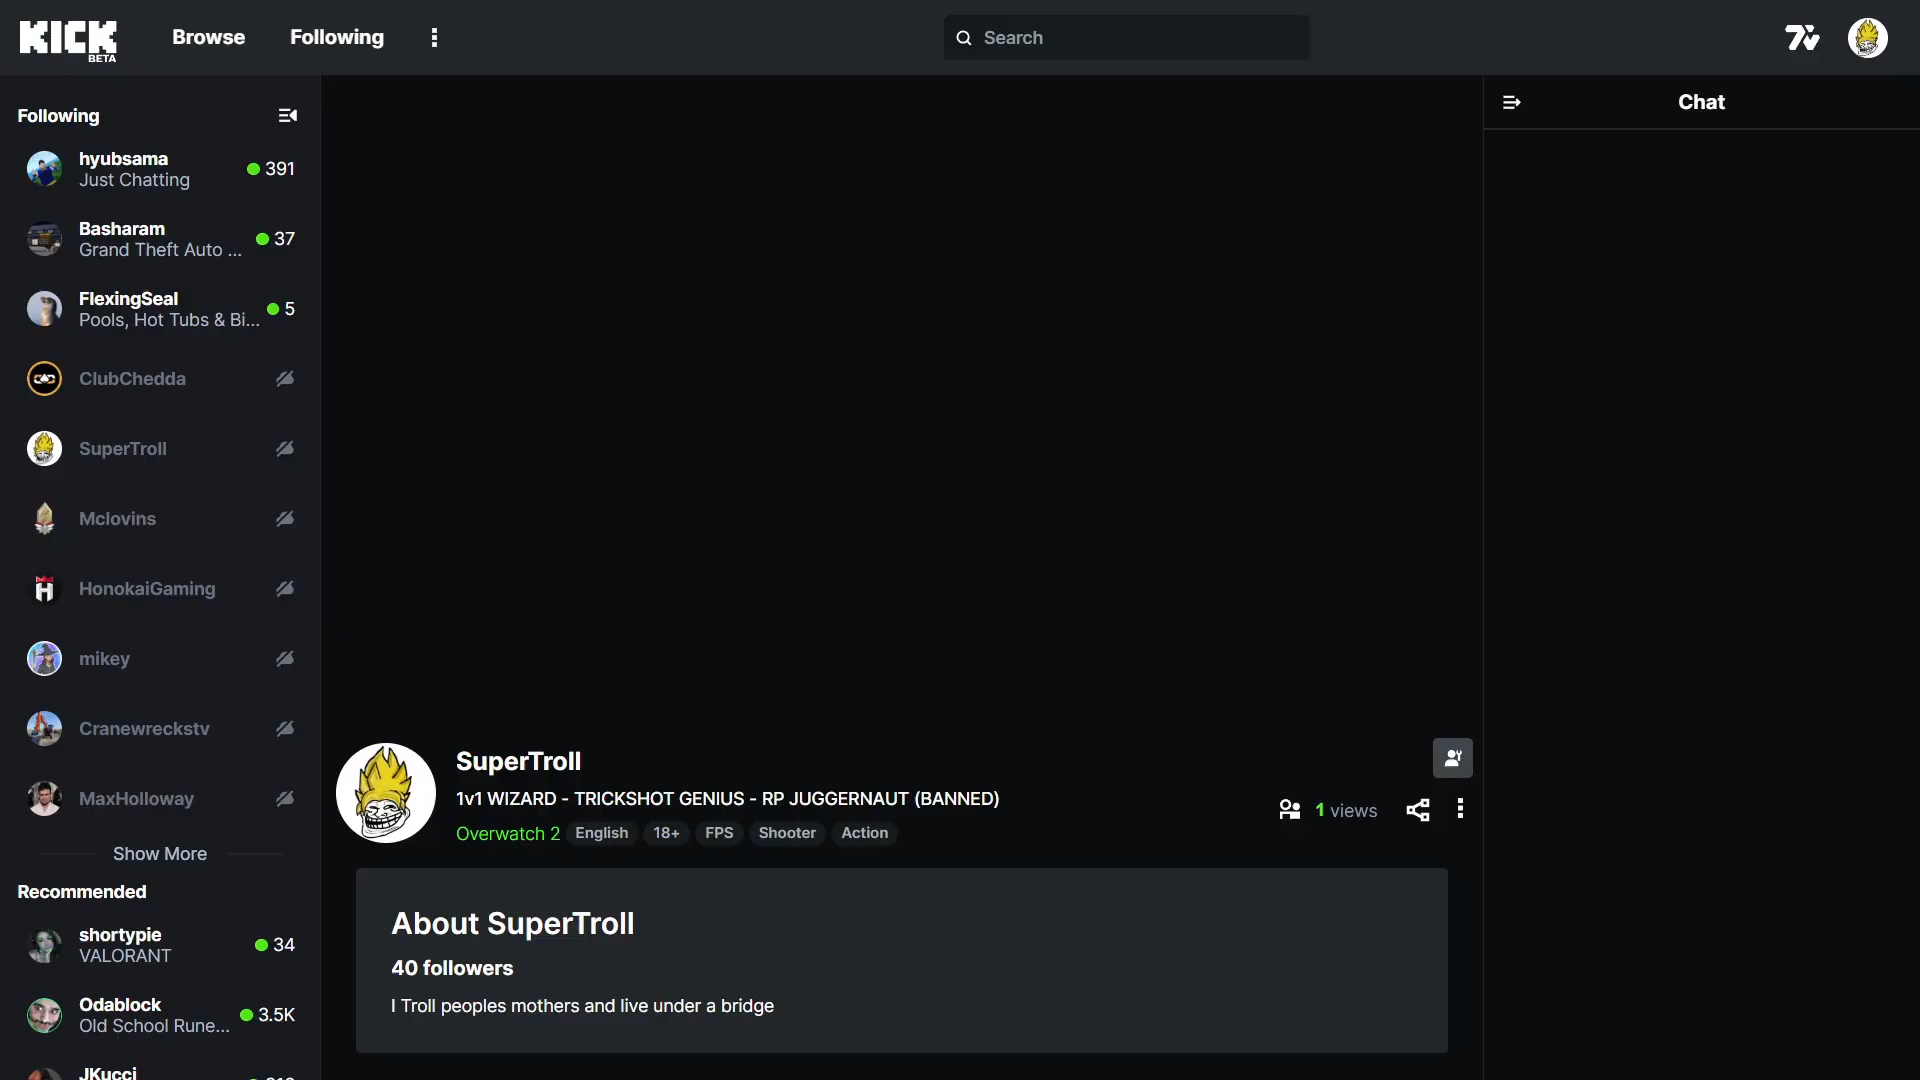 KICK
BETA
Browse
Following
Search
Following
hyubsama
Just Chatting
391
Basharam
Grand Theft Auto ...
37
FlexingSeal
Pools, Hot Tubs & Bi...
5
ClubChedda
SuperTroll
Mclovins
HonokaiGaming
mikey
Cranewreckstv
MaxHolloway
Show More
Recommended
shortypie
VALORANT
34
Odablock
Old School Rune...
3.5K
JKucci
SuperTroll
1v1 WIZARD - TRICKSHOT GENIUS - RP JUGGERNAUT (BANNED)
Overwatch 2 English 18+ FPS Shooter Action
1 views
About SuperTroll
40 followers
I Troll peoples mothers and live under a bridge
Chat